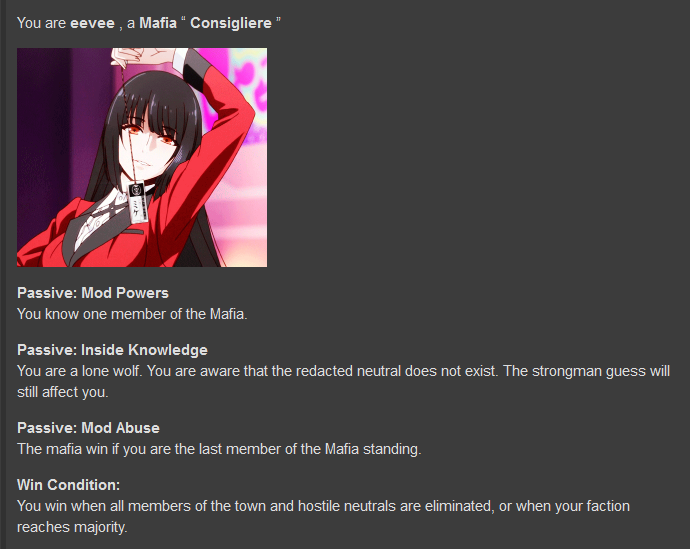 You are eevee , a Mafia “ Consigliere ”
ミケ
Passive: Mod Powers
You know one member of the Mafia.
Passive: Inside Knowledge
You are a lone wolf. You are aware that the redacted neutral does not exist. The strongman guess will
still affect you.
Passive: Mod Abuse
The mafia win if you are the last member of the Mafia standing.
Win Condition:
You win when all members of the town and hostile neutrals are eliminated, or when your faction
reaches majority.